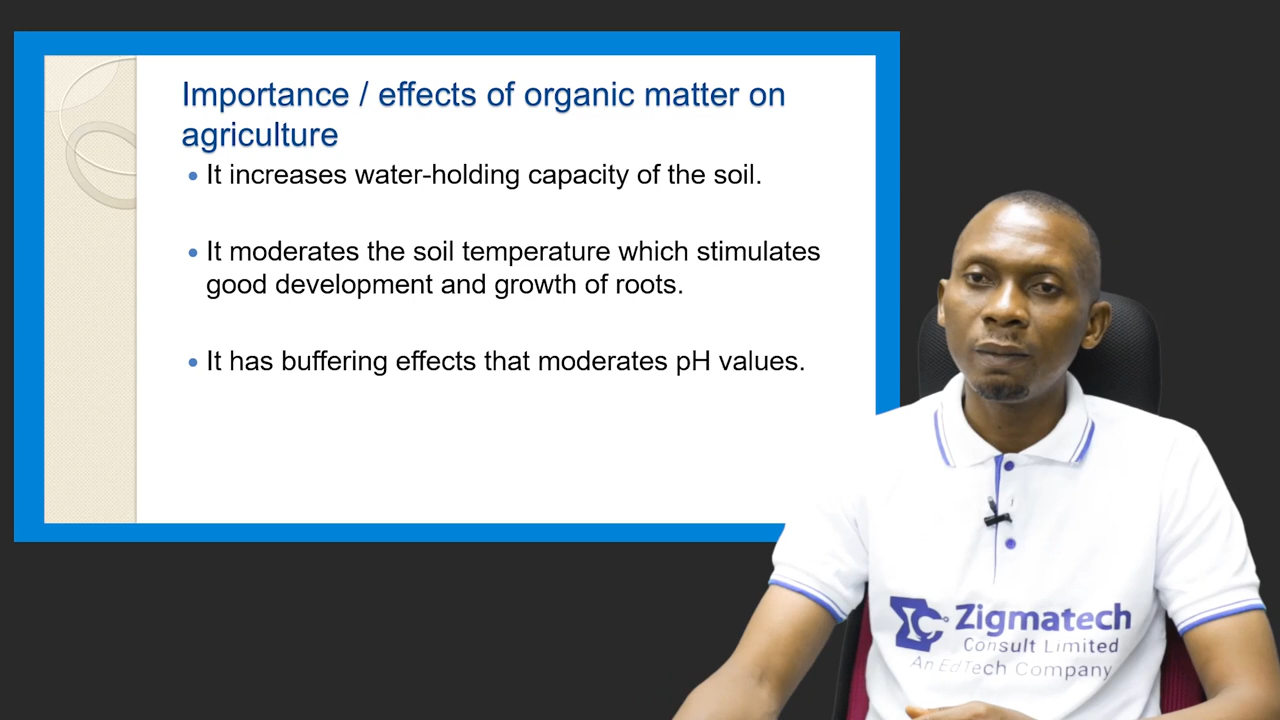 Importance / effects of organic matter on
agriculture
• It increases water-holding capacity of the soil.
• It moderates the soil temperature which stimulates
good development and growth of roots.
• It has buffering effects that moderates pH values.
Zigmatech
Consult Limited
An EdTech Company